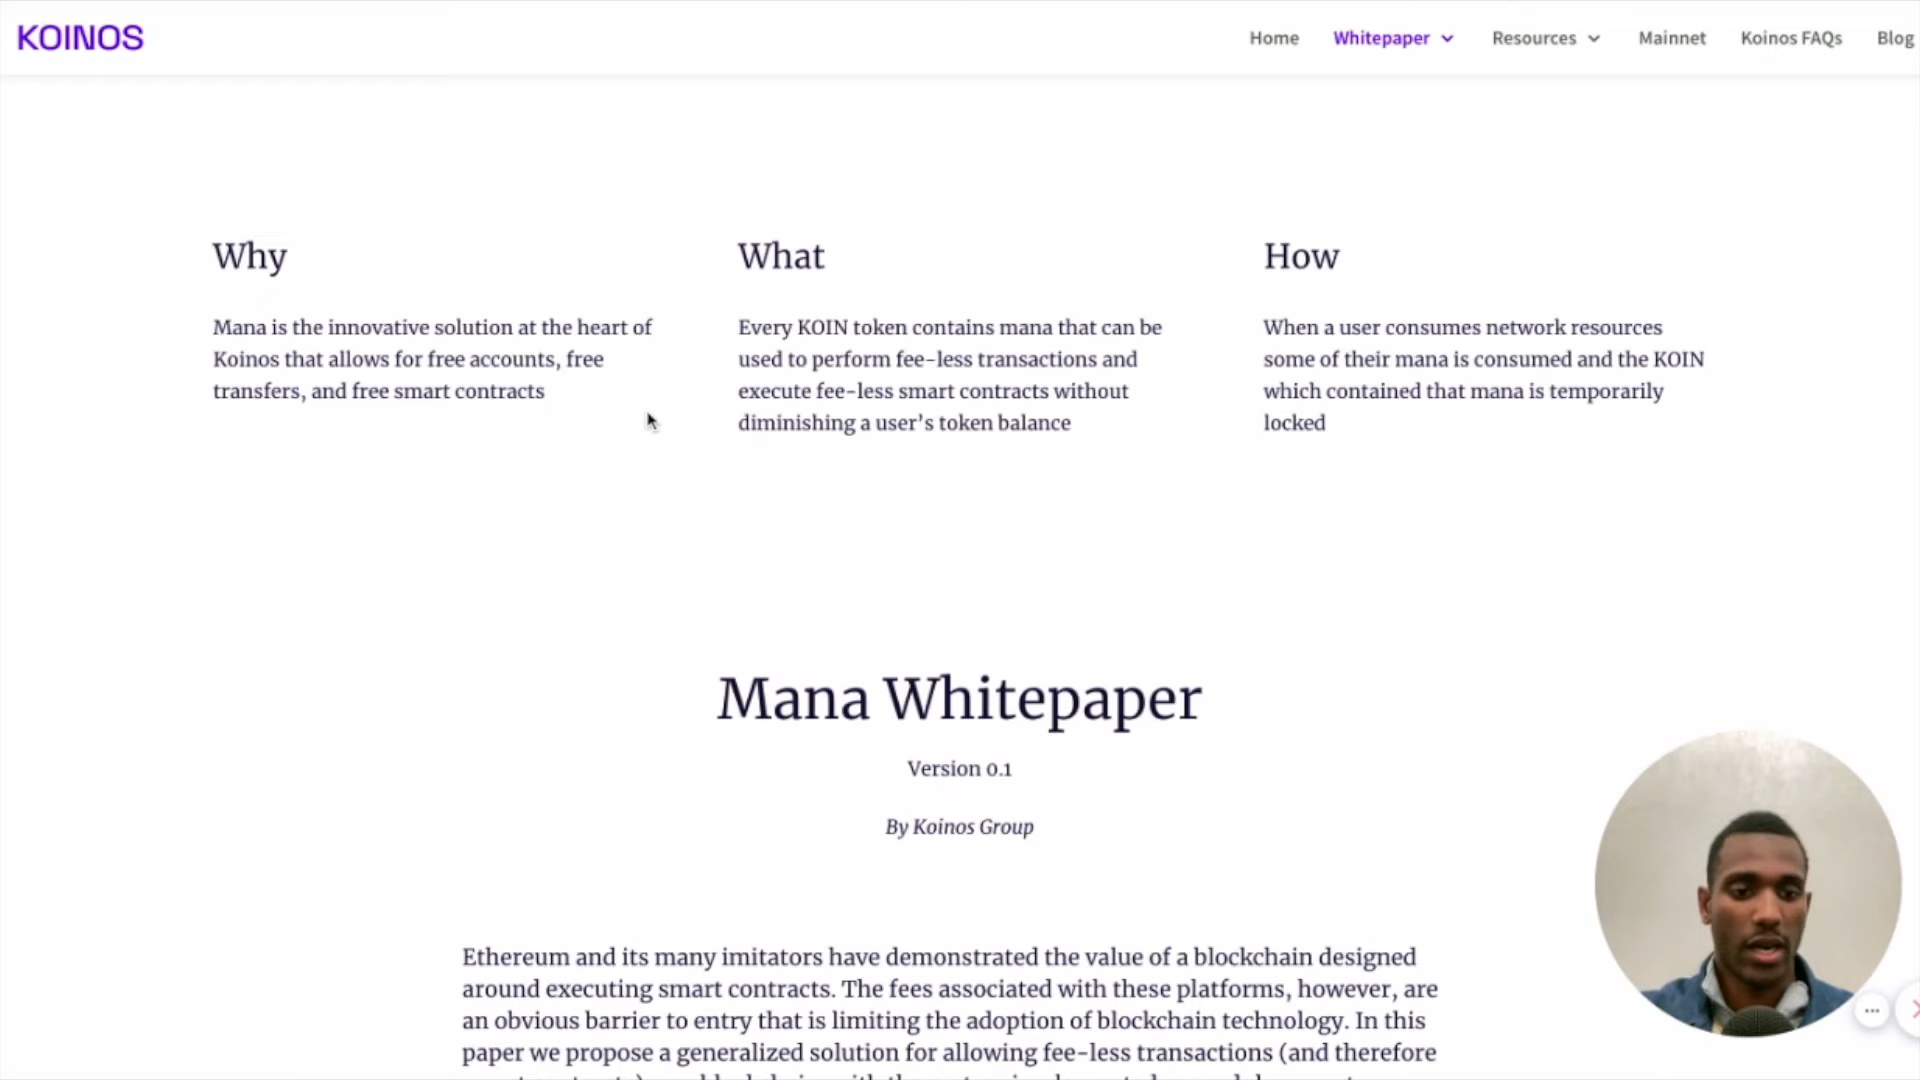 KOINOS
Home Whitepaper Resources Mainnet Koinos FAQs Blog
Why
Mana is the innovative solution at the heart of
Koinos that allows for free accounts, free
transfers, and free smart contracts
What
Every KOIN token contains mana that can be
used to perform fee-less transactions and
execute fee-less smart contracts without
diminishing a user’s token balance
How
When a user consumes network resources
some of their mana is consumed and the KOIN
which contained that mana is temporarily
locked
Mana Whitepaper
Version 0.1
By Koinos Group
Ethereum and its many imitators have demonstrated the value of a blockchain designed
around executing smart contracts. The fees associated with these platforms, however, are
an obvious barrier to entry that is limiting the adoption of blockchain technology. In this
paper we propose a generalized solution for allowing fee-less transactions (and therefore